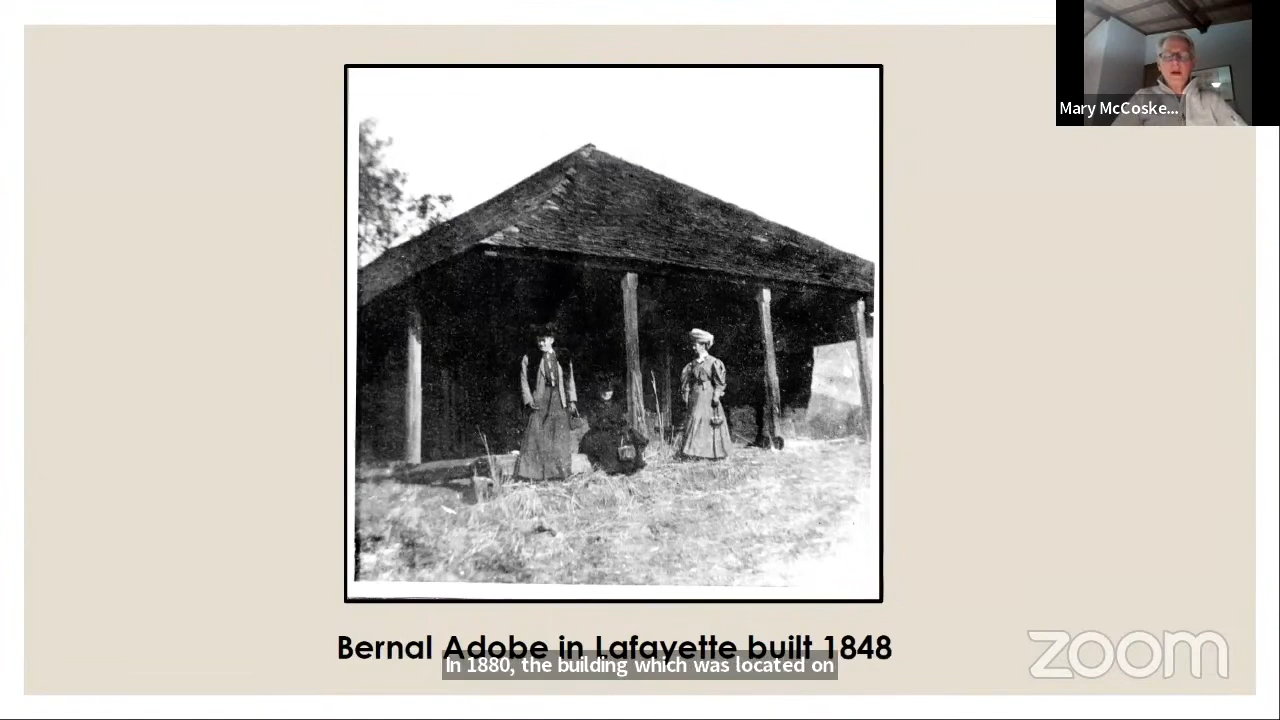 Mary McCoske...
Bernal Adobe in Lafayette built 1848
In 1880, the building which was located on
zoom